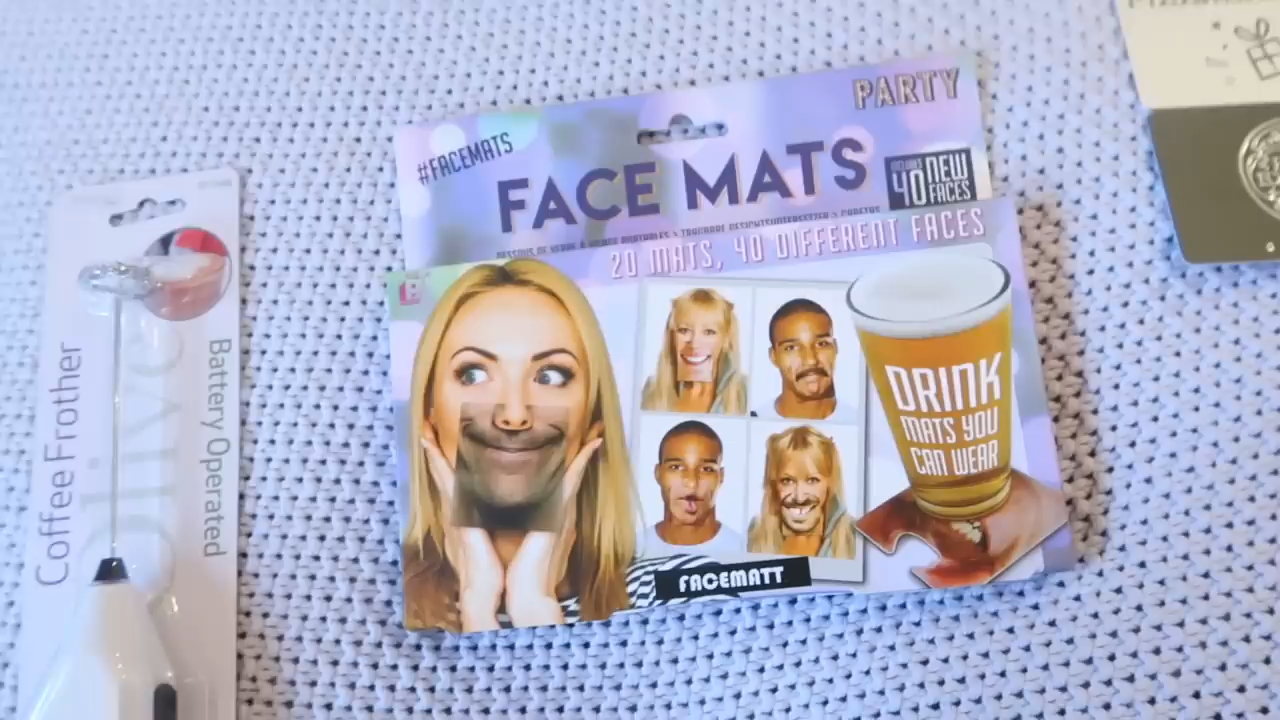 PARTY
#FACEMATS
FACE MATS
INCLUDES
40 NEW
FACES
20 MATS, 40 DIFFERENT FACES
DRINK
MATS YOU
CAN WEAR
FACEMATT
Coffee Frother
Battery Operated
olive